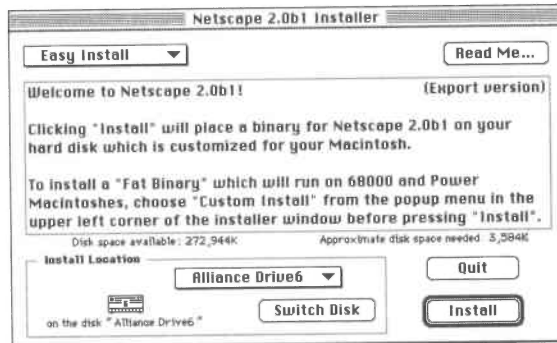 Netscape 2.0b1 Installer
Easy Install
Read Me...
Welcome to Netscape 2.0b1! (Export version)
Clicking "Install" will place a binary for Netscape 2.0b1 on your
hard disk which is customized for your Macintosh.
To install a "Fat Binary" which will run on 68000 and Power
Macintoshes, choose "Custom Install" from the popup menu in the
upper left corner of the installer window before pressing "Install".
Disk space available: 272,944K Approximate disk space needed: 3,584K
Install Location
Alliance Drive6
Quit
on the disk "Alliance Drive6"
Switch Disk
Install